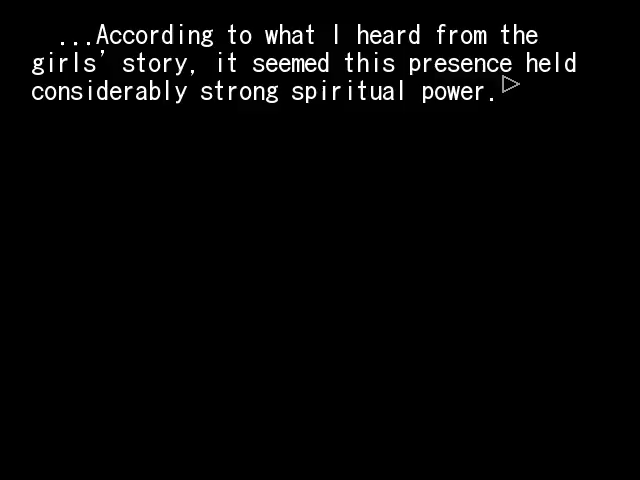 ...According to what I heard from the
girls' story, it seemed this presence held
considerably strong spiritual power.